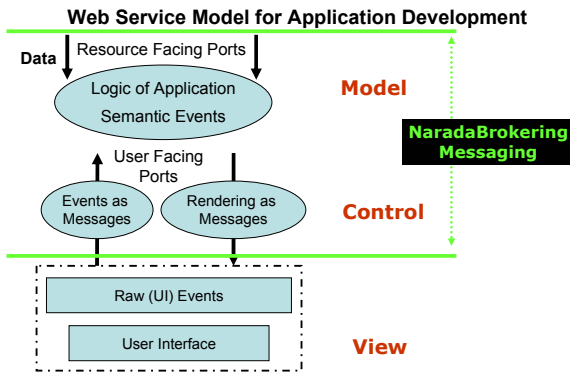 Web Service Model for Application Development
Data
Resource Facing Ports
Logic of Application
Semantic Events
Model
NaradaBrokering
Messaging
User Facing
Ports
Events as
Messages
Rendering as
Messages
Control
Raw (UI) Events
User Interface
View